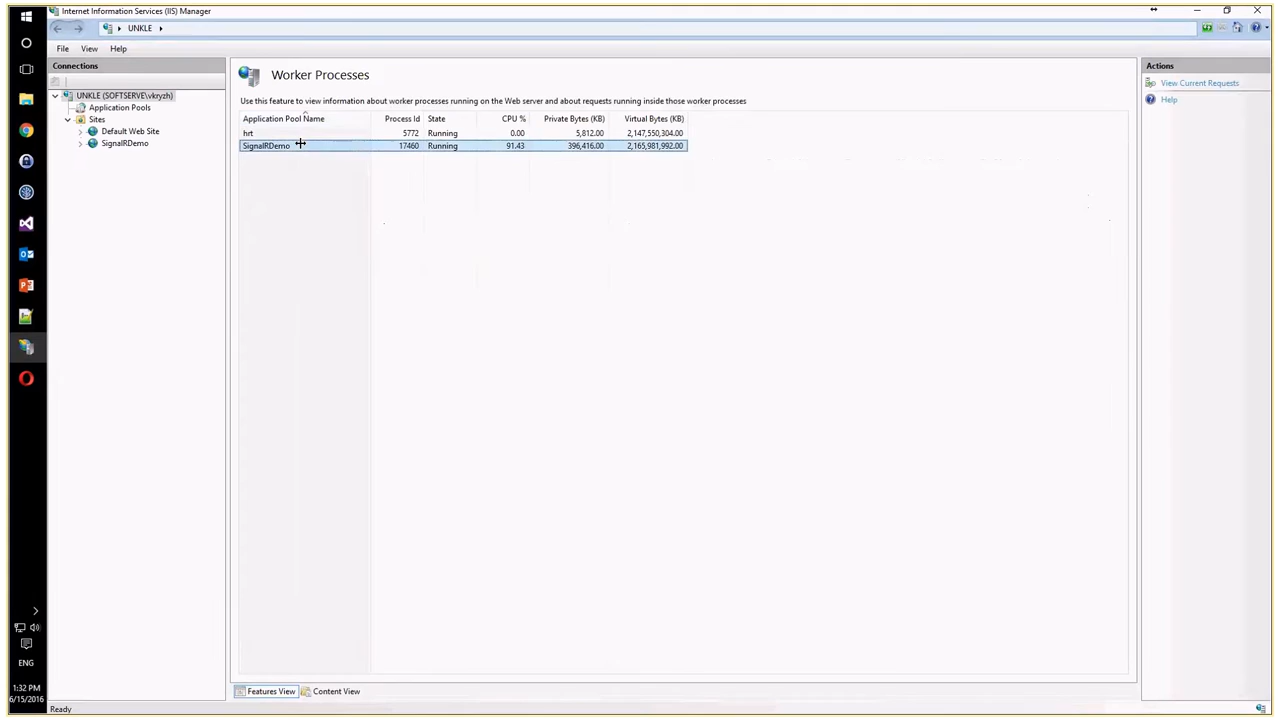 Internet Information Services (IIS) Manager
UNKLE
File View Help
Connections
UNKLE (SOFTSERVE\vkryzh)
Application Pools
Sites
Default Web Site
SignalRDemo
Worker Processes
Use this feature to view information about worker processes running on the Web server and about requests running inside those worker processes
Application Pool Name Process Id State CPU % Private Bytes (KB) Virtual Bytes (KB)
hrt 5772 Running 0.00 5,812.00 2,147,550,304.00
SignalRDemo 17460 Running 91.43 396,416.00 2,165,981,992.00
Actions
View Current Requests
Help
Features View Content View
Ready
ENG
1:32 PM
6/15/2016